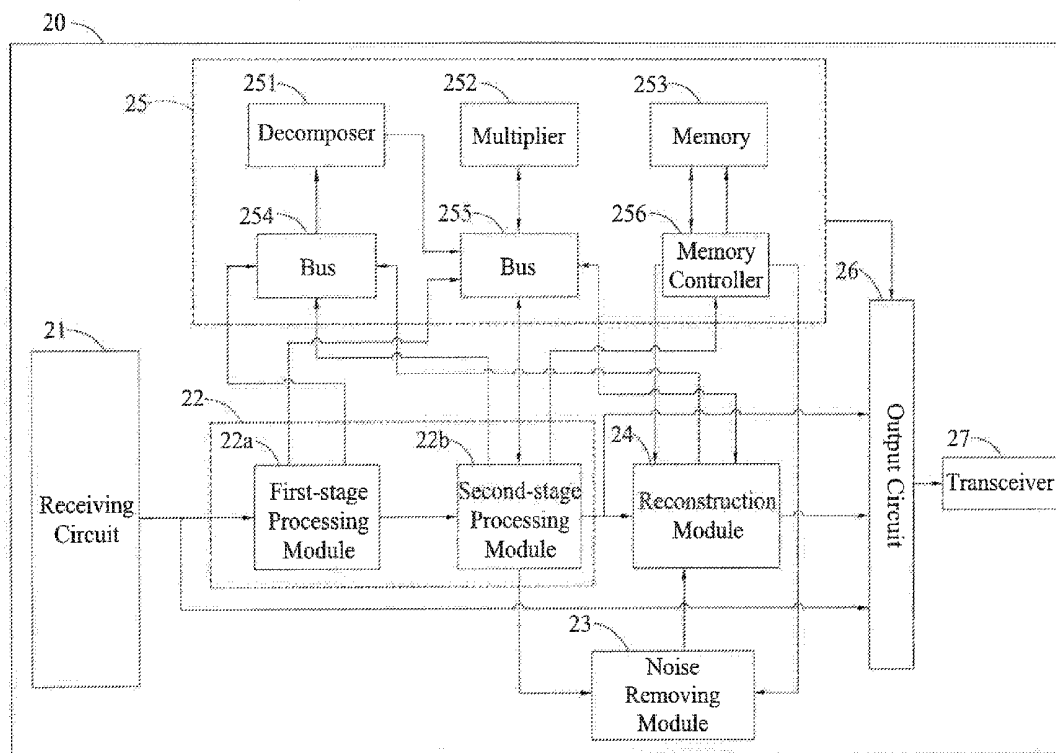 20
25
251
252
253
Decomposer
Multiplier
Memory
254
255
256
Bus
Bus
Memory
Controller
26
21
22
22a
22b
24
27
Receiving
Circuit
First-stage
Processing
Module
Second-stage
Processing
Module
Reconstruction
Module
Output Circuit
Transceiver
23
Noise
Removing
Module